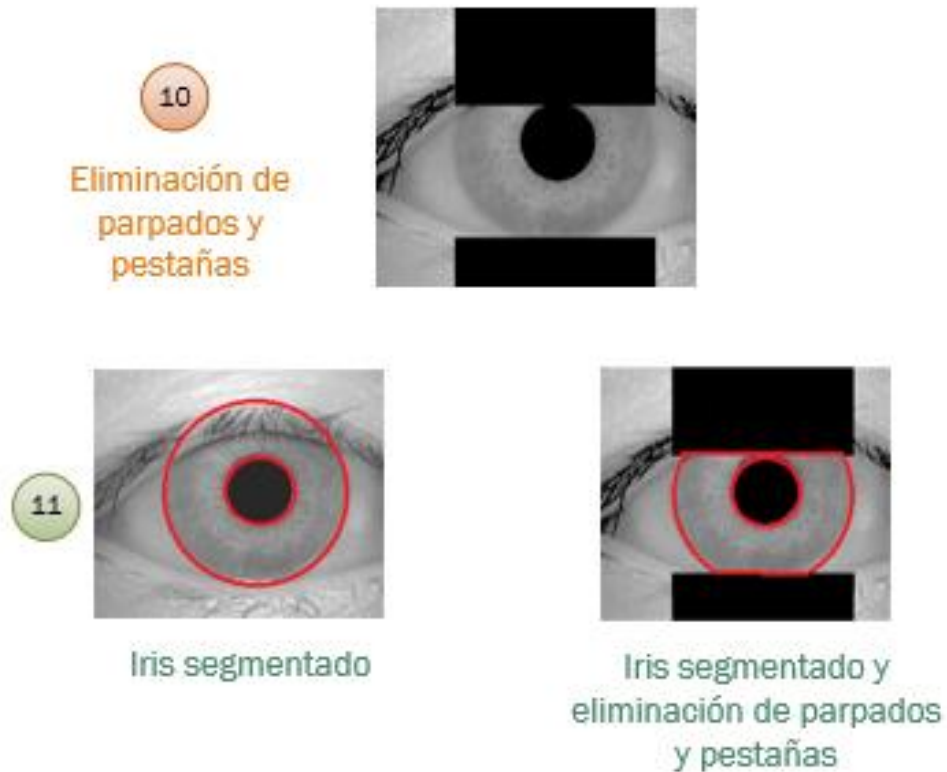 10
Eliminación de
parpados y
pestañas
11
Iris segmentado
Iris segmentado y
eliminación de parpados
y pestañas